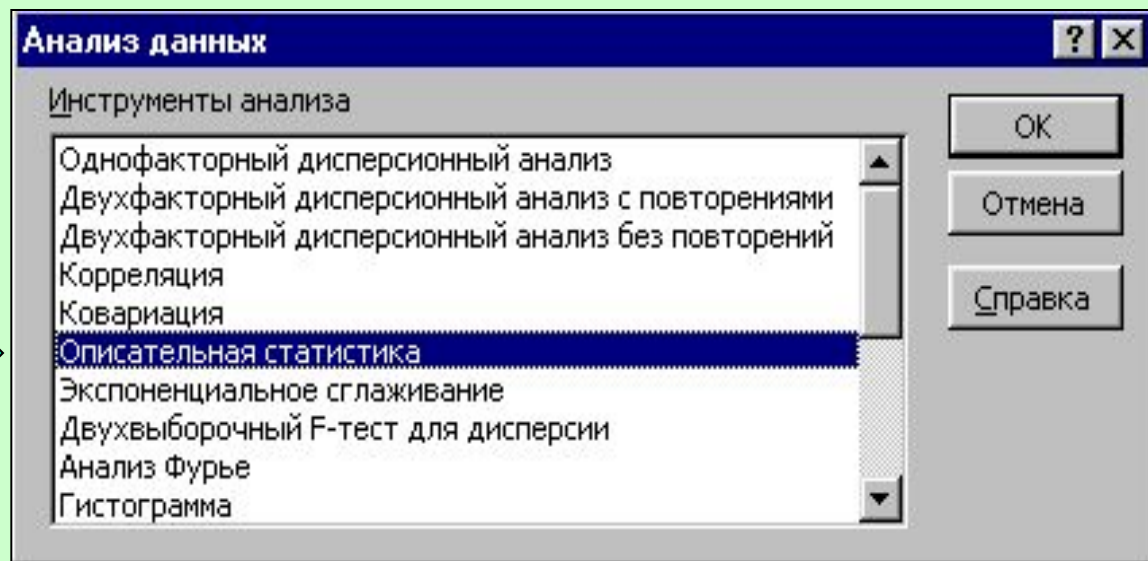 Анализ данных
Инструменты анализа
Однофакторный дисперсионный анализ
Двухфакторный дисперсионный анализ с повторениями
Двухфакторный дисперсионный анализ без повторений
Корреляция
Ковариация
Описательная статистика
Экспоненциальное сглаживание
Двухвыборочный F-тест для дисперсии
Анализ Фурье
Гистограмма
OK
Отмена
Справка